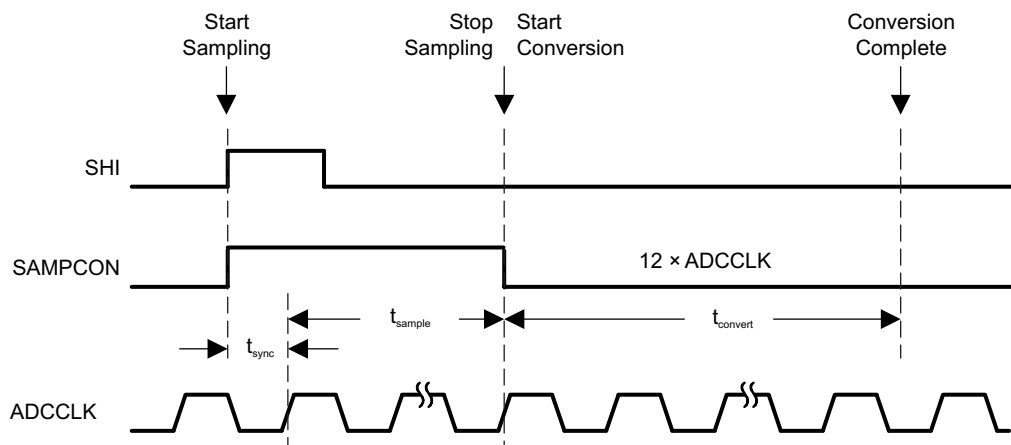 Start
Sampling
Stop
Sampling
Start
Conversion
Conversion
Complete
SHI
SAMPCON
12 × ADCCLK
tsample
tconvert
tsync
ADCCLK